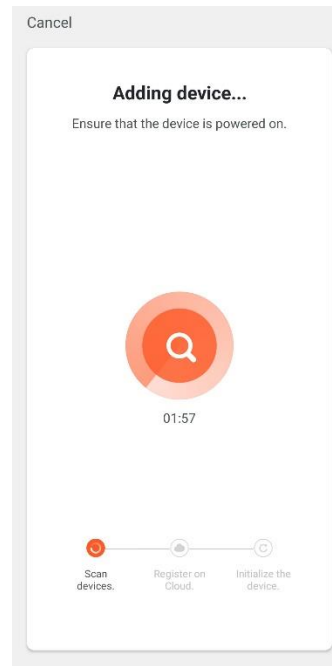 Cancel
Adding device...
Ensure that the device is powered on.
01:57
Scan
devices.
Register on
Cloud.
Initialize the
device.